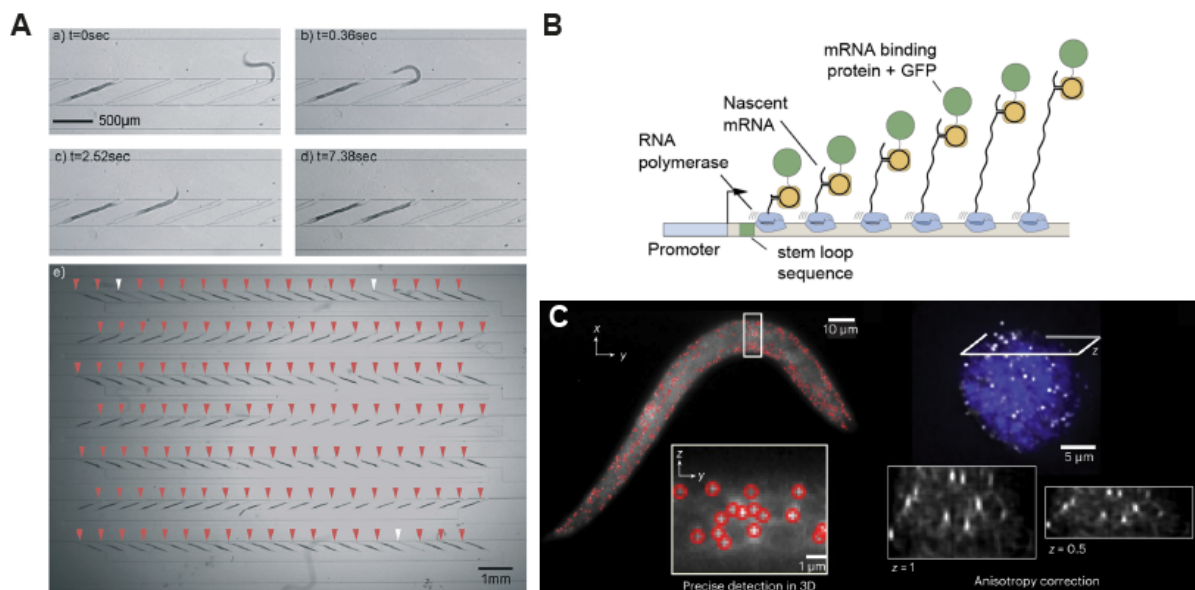 A
a) t=0sec
500μm
b) t=0.36sec
c) t=2.52sec
d) t=7.38sec
e)
1mm
B
mRNA binding
protein + GFP
Nascent
mRNA
RNA
polymerase
Promoter
stem loop
sequence
C
x
y
10 μm
z
y
1 μm
Precise detection in 3D
z
5 μm
z = 1
z = 0.5
Anisotropy correction